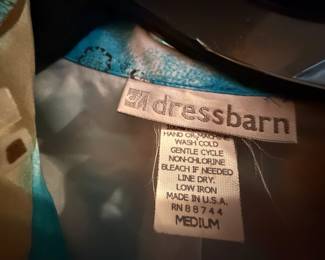 dressbarn
HAND OR MACHINE
WASH COLD
GENTLE CYCLE
NON-CHLORINE
BLEACH IF NEEDED
LINE DRY.
LOW IRON
MADE IN U.S.A.
RN 88744
MEDIUM